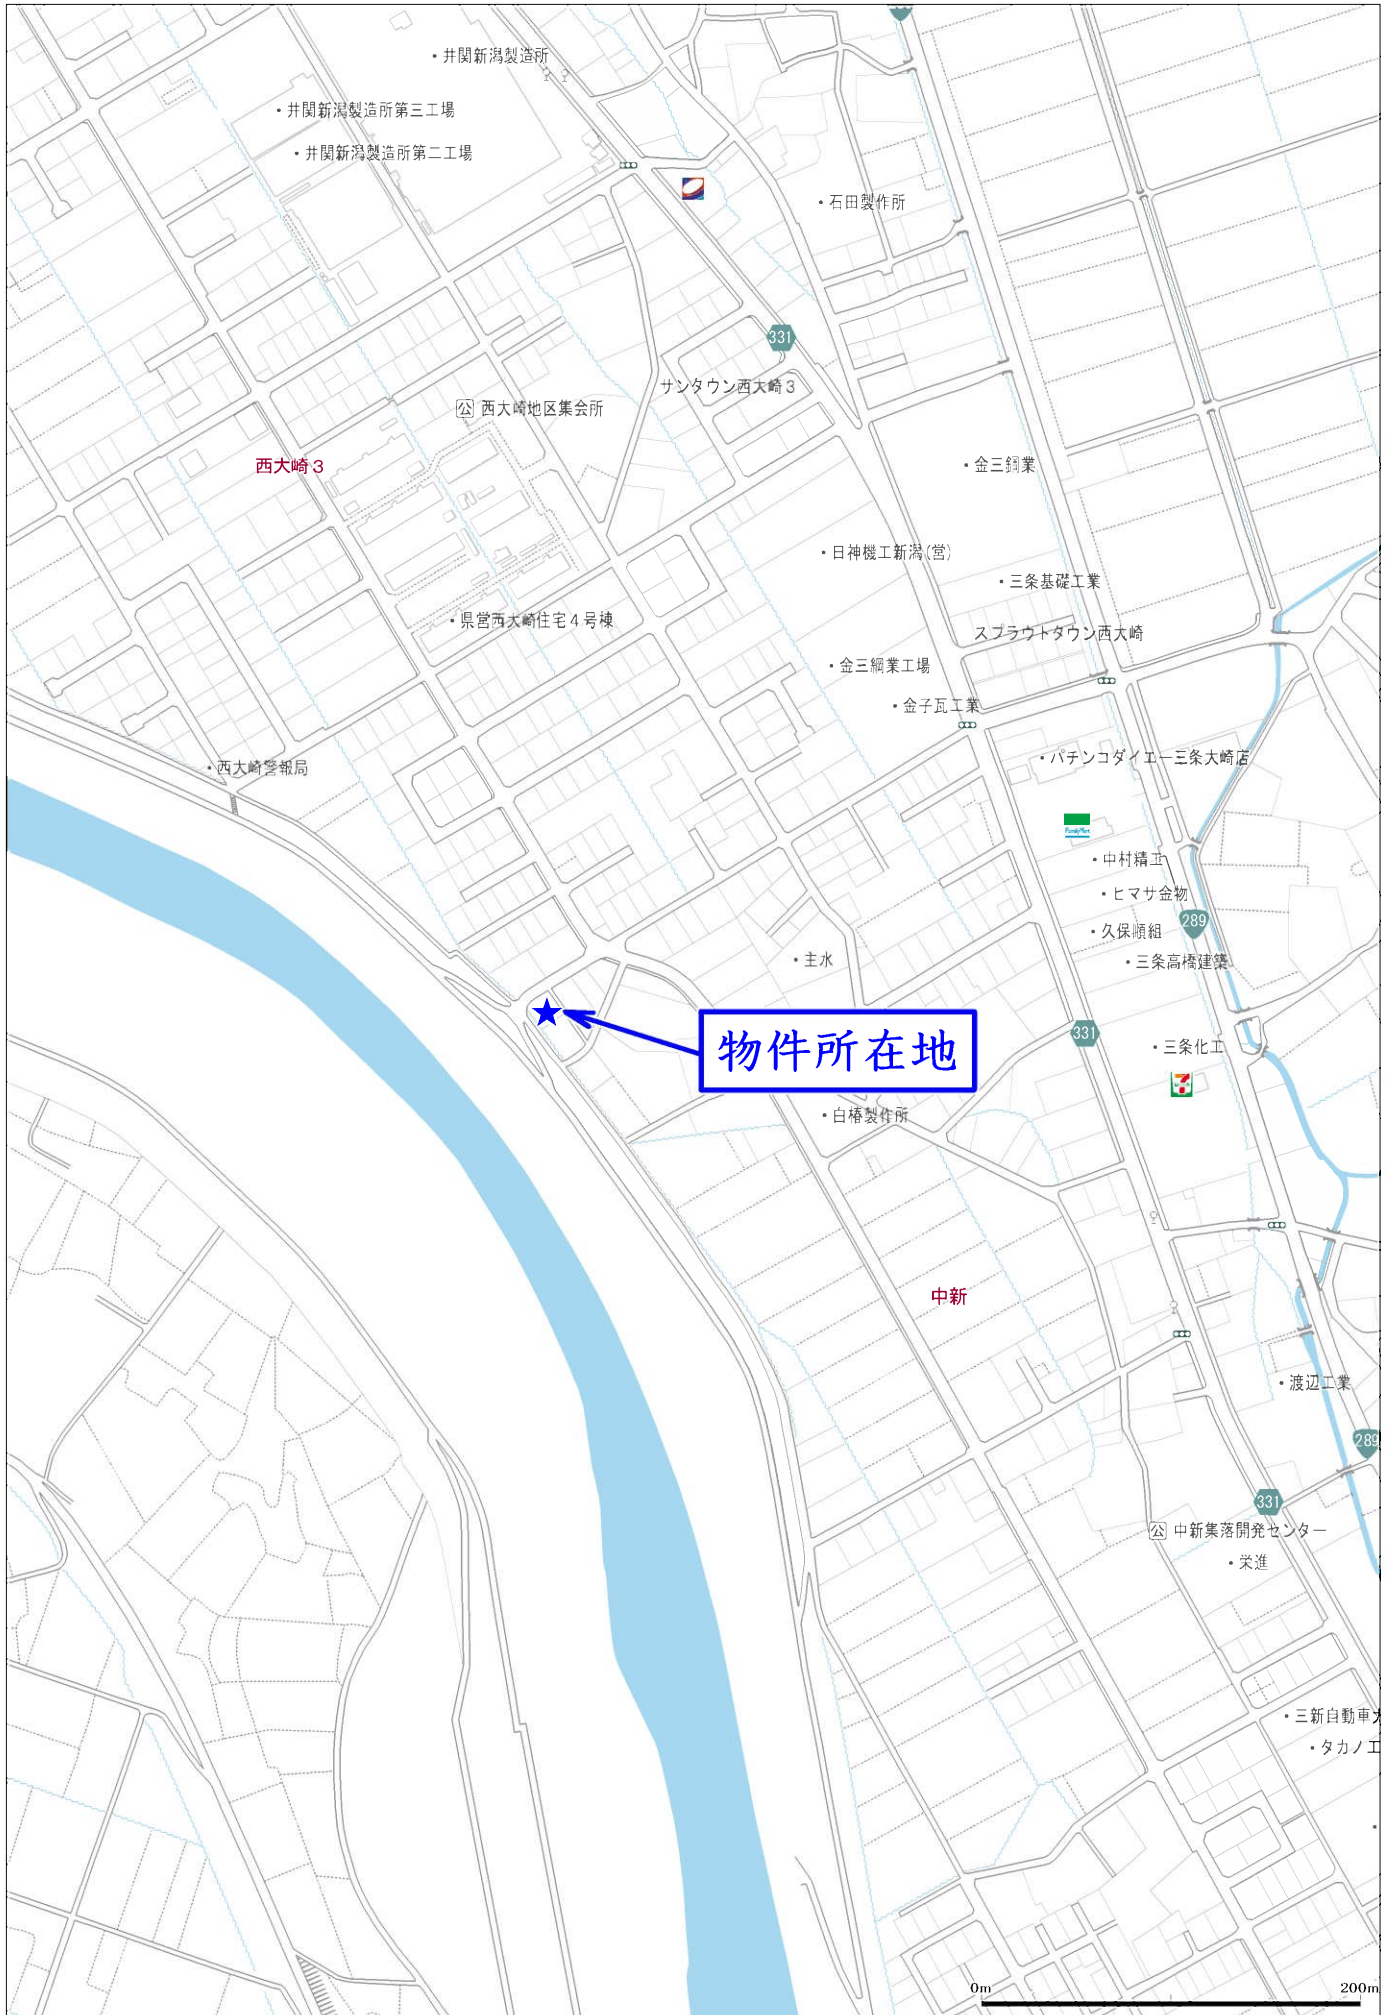 井関新潟製造所
井関新潟製造所第三工場
井関新潟製造所第二工場
石田製作所
331
サンタウン西大崎3
公 西大崎地区集会所
西大崎3
金三鋼業
日神機工新潟(営)
三条基礎工業
県営西大崎住宅4号棟
スプラウトタウン西大崎
金三綱業工場
金子瓦工業
パチンコダイエー三条大崎店
西大崎警報局
FamilyMart
中村精工
ヒマサ金物
289
久保順組
主水
三条高橋建築
物件所在地
331
三条化工
7
白椿製作所
中新
渡辺工業
289
331
公 中新集落開発センター
栄進
三新自動車
タカノエ
0m 200m